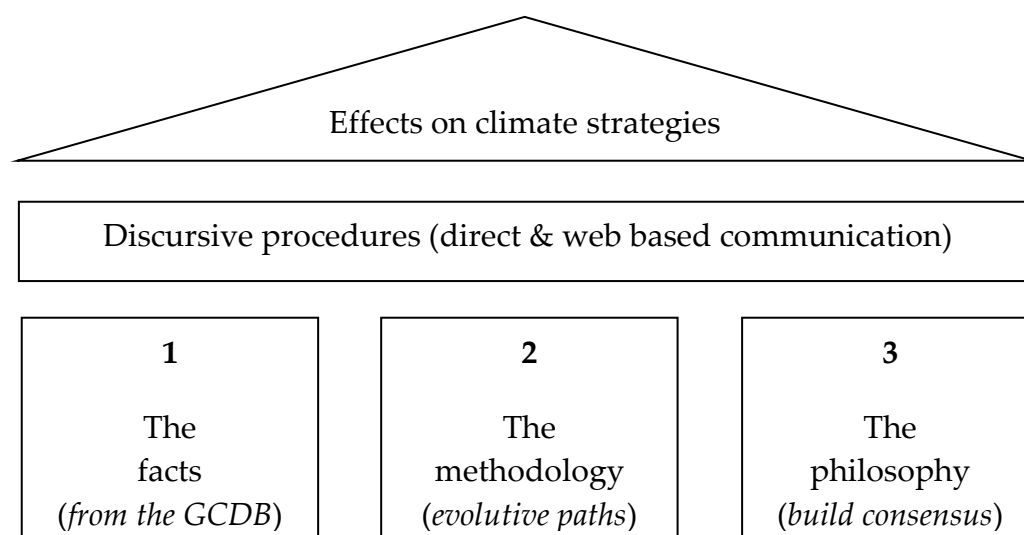 Effects on climate strategies
Discursive procedures (direct & web based communication)
1
The
facts
(from the GCDB)
2
The
methodology
(evolutive paths)
3
The
philosophy
(build consensus)